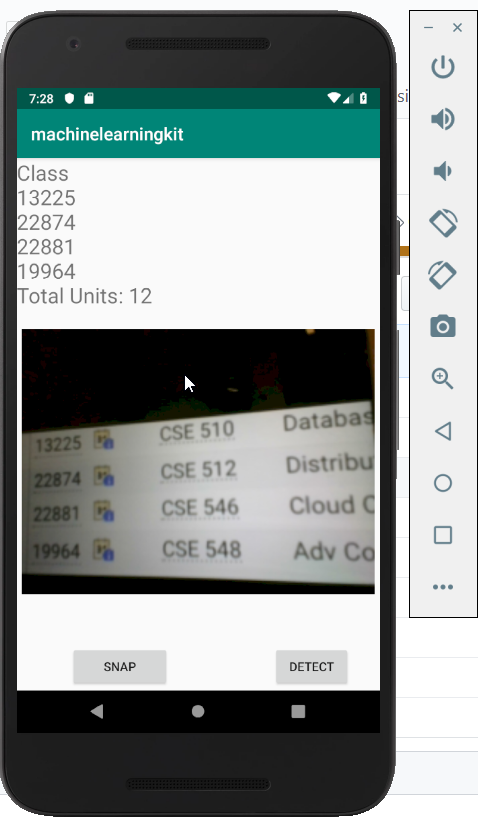 7:28
machinelearningkit
Class
13225
22874
22881
19964
Total Units: 12
13225 CSE 510 Databas
22874 CSE 512 Distribu
22881 CSE 546 Cloud C
19964 CSE 548 Adv Co
SNAP DETECT